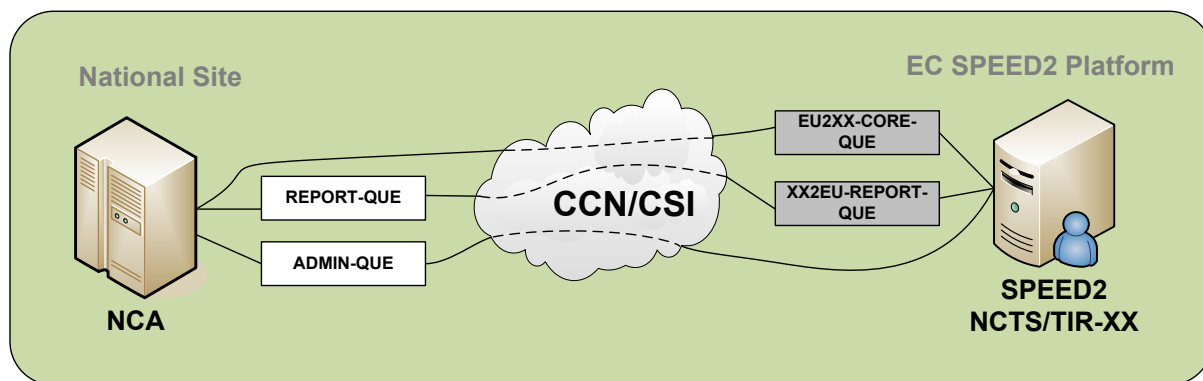 National Site
EC SPEED2 Platform
EU2XX-CORE-
QUE
REPORT-QUE
XX2EU-REPORT-
QUE
CCN/CSI
ADMIN-QUE
NCA
SPEED2
NCTS/TIR-XX